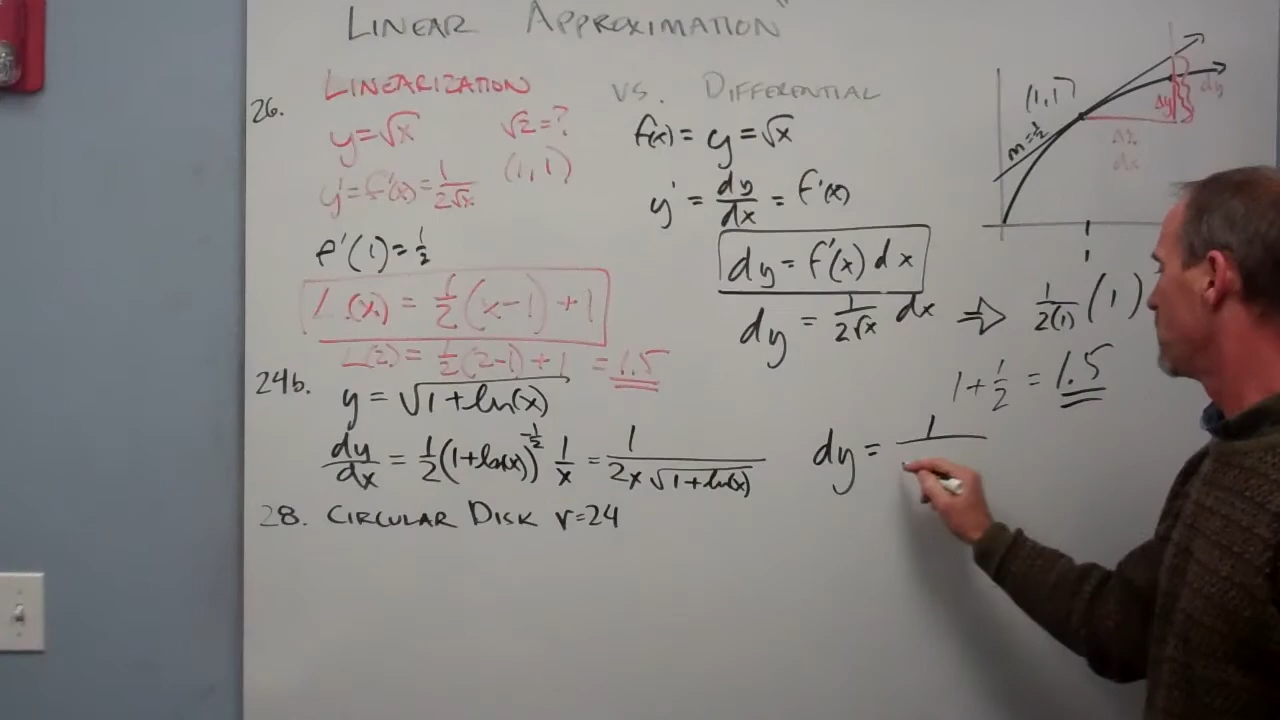 LINEAR APPROXIMATION"
26.
LINEARIZATION VS. DIFFERENTIAL
y=√x √2=?
y'=f'(x)=1/(2√x) (1,1)
f'(1)=1/2
L(x) = 1/2(x-1)+1
L(2) = 1/2(2-1)+1 = 1.5
f(x) = y = √x
y' = dy/dx = f'(x)
dy = f'(x) dx
dy = 1/(2√x) dx ⇒ 1/(2(1)) (1)
1 + 1/2 = 1.5
(1,1)
m=1/2
Δy
dy
Δx
dx
24b. y = √(1+ln(x))
dy/dx = 1/2(1+ln(x))^(-1/2) 1/x = 1/(2x√(1+ln(x))) dy = 1
28. CIRCULAR DISK r=24